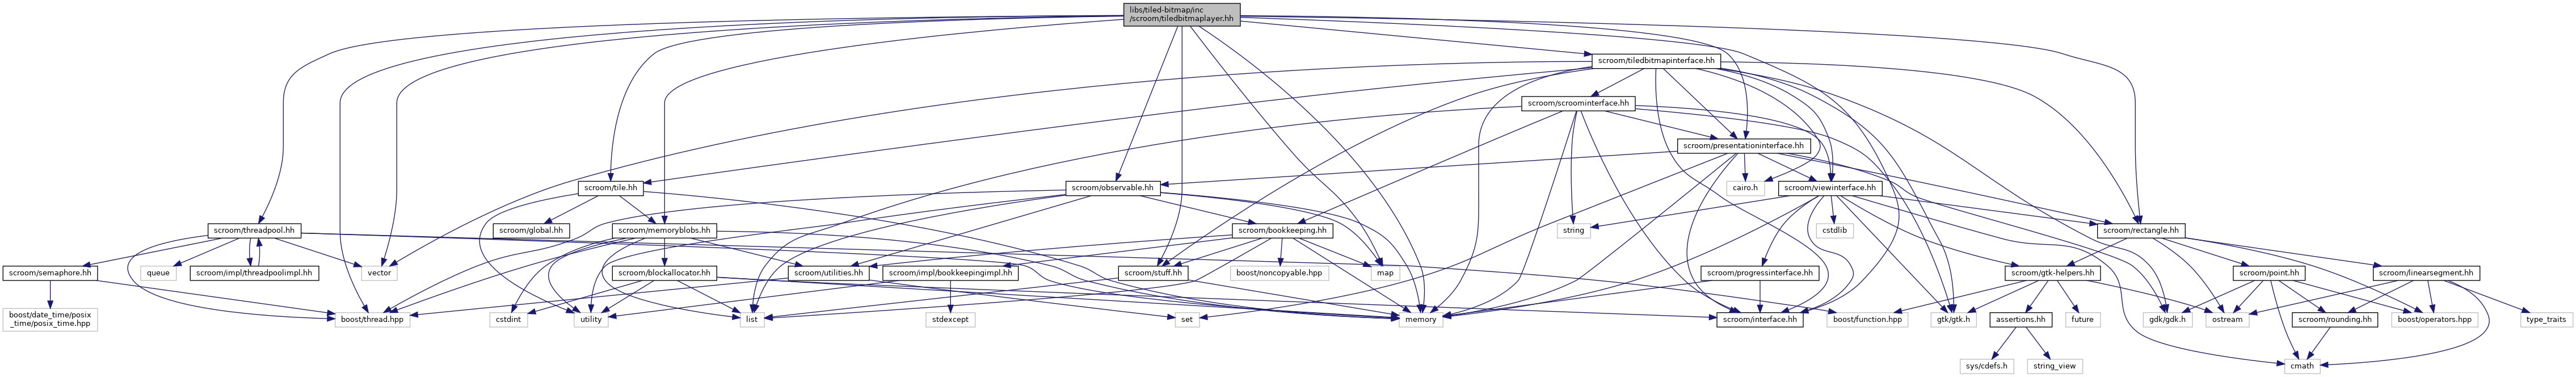 libs/tiled-bitmap/inc
/scroom/tiledbitmaplayer.hh
scroom/tiledbitmapinterface.hh
scroom/scroominterface.hh
scroom/presentationinterface.hh
scroom/tile.hh
scroom/observable.hh
cairo.h
scroom/viewinterface.hh
scroom/threadpool.hh
scroom/global.hh
scroom/memoryblobs.hh
scroom/bookkeeping.hh
string
cstdlib
scroom/rectangle.hh
scroom/semaphore.hh
queue
scroom/impl/threadpoolimpl.hh
vector
scroom/blockallocator.hh
scroom/utilities.hh
scroom/impl/bookkeepingimpl.hh
scroom/stuff.hh
boost/noncopyable.hpp
map
scroom/progressinterface.hh
scroom/gtk-helpers.hh
scroom/point.hh
scroom/linearsegment.hh
boost/date_time/posix
_time/posix_time.hpp
boost/thread.hpp
cstdint
utility
list
stdexcept
set
memory
scroom/interface.hh
boost/function.hpp
gtk/gtk.h
assertions.hh
future
gdk/gdk.h
ostream
scroom/rounding.hh
boost/operators.hpp
type_traits
sys/cdefs.h
string_view
cmath